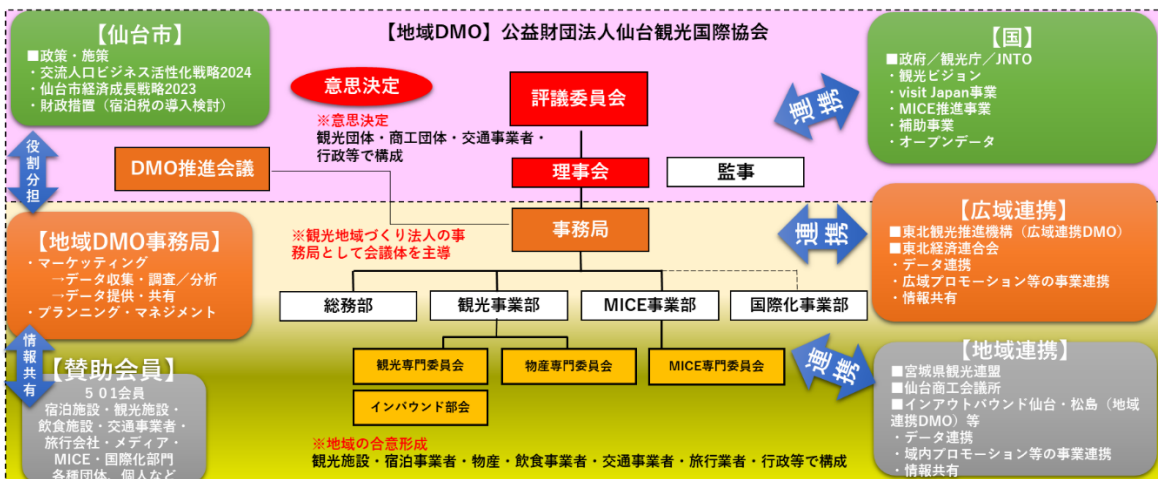 【地域DMO】公益財団法人仙台観光国際協会
【仙台市】
■政策・施策
・交流人口ビジネス活性化戦略2024
・仙台市経済成長戦略2023
・財政措置（宿泊税の導入検討）
意思決定
※意思決定
観光団体・商工団体・交通事業者・
行政等で構成
評議委員会
理事会
監事
連携
【国】
■政府／観光庁／JNTO
・観光ビジョン
・visit Japan事業
・MICE推進事業
・補助事業
・オープンデータ
役割分担
DMO推進会議
事務局
※観光地域づくり法人の事
務局として会議体を主導
【地域DMO事務局】
・マーケッティング
→データ収集・調査／分析
→データ提供・共有
・プランニング・マネジメント
連携
【広域連携】
■東北観光推進機構（広域連携DMO）
■東北経済連合会
・データ連携
・広域プロモーション等の事業連携
・情報共有
総務部
観光事業部
MICE事業部
国際化事業部
観光専門委員会
物産専門委員会
MICE専門委員会
インバウンド部会
情報共有
【賛助会員】
５０1会員
宿泊施設・観光施設・
飲食施設・交通事業者・
旅行会社・メディア・
MICE・国際化部門
各種団体、個人など
※地域の合意形成
観光施設・宿泊事業者・物産・飲食事業者・交通事業者・旅行業者・行政等で構成
連携
【地域連携】
■宮城県観光連盟
■仙台商工会議所
■インアウトバウンド仙台・松島（地域
連携DMO）等
・データ連携
・域内プロモーション等の事業連携
・情報共有